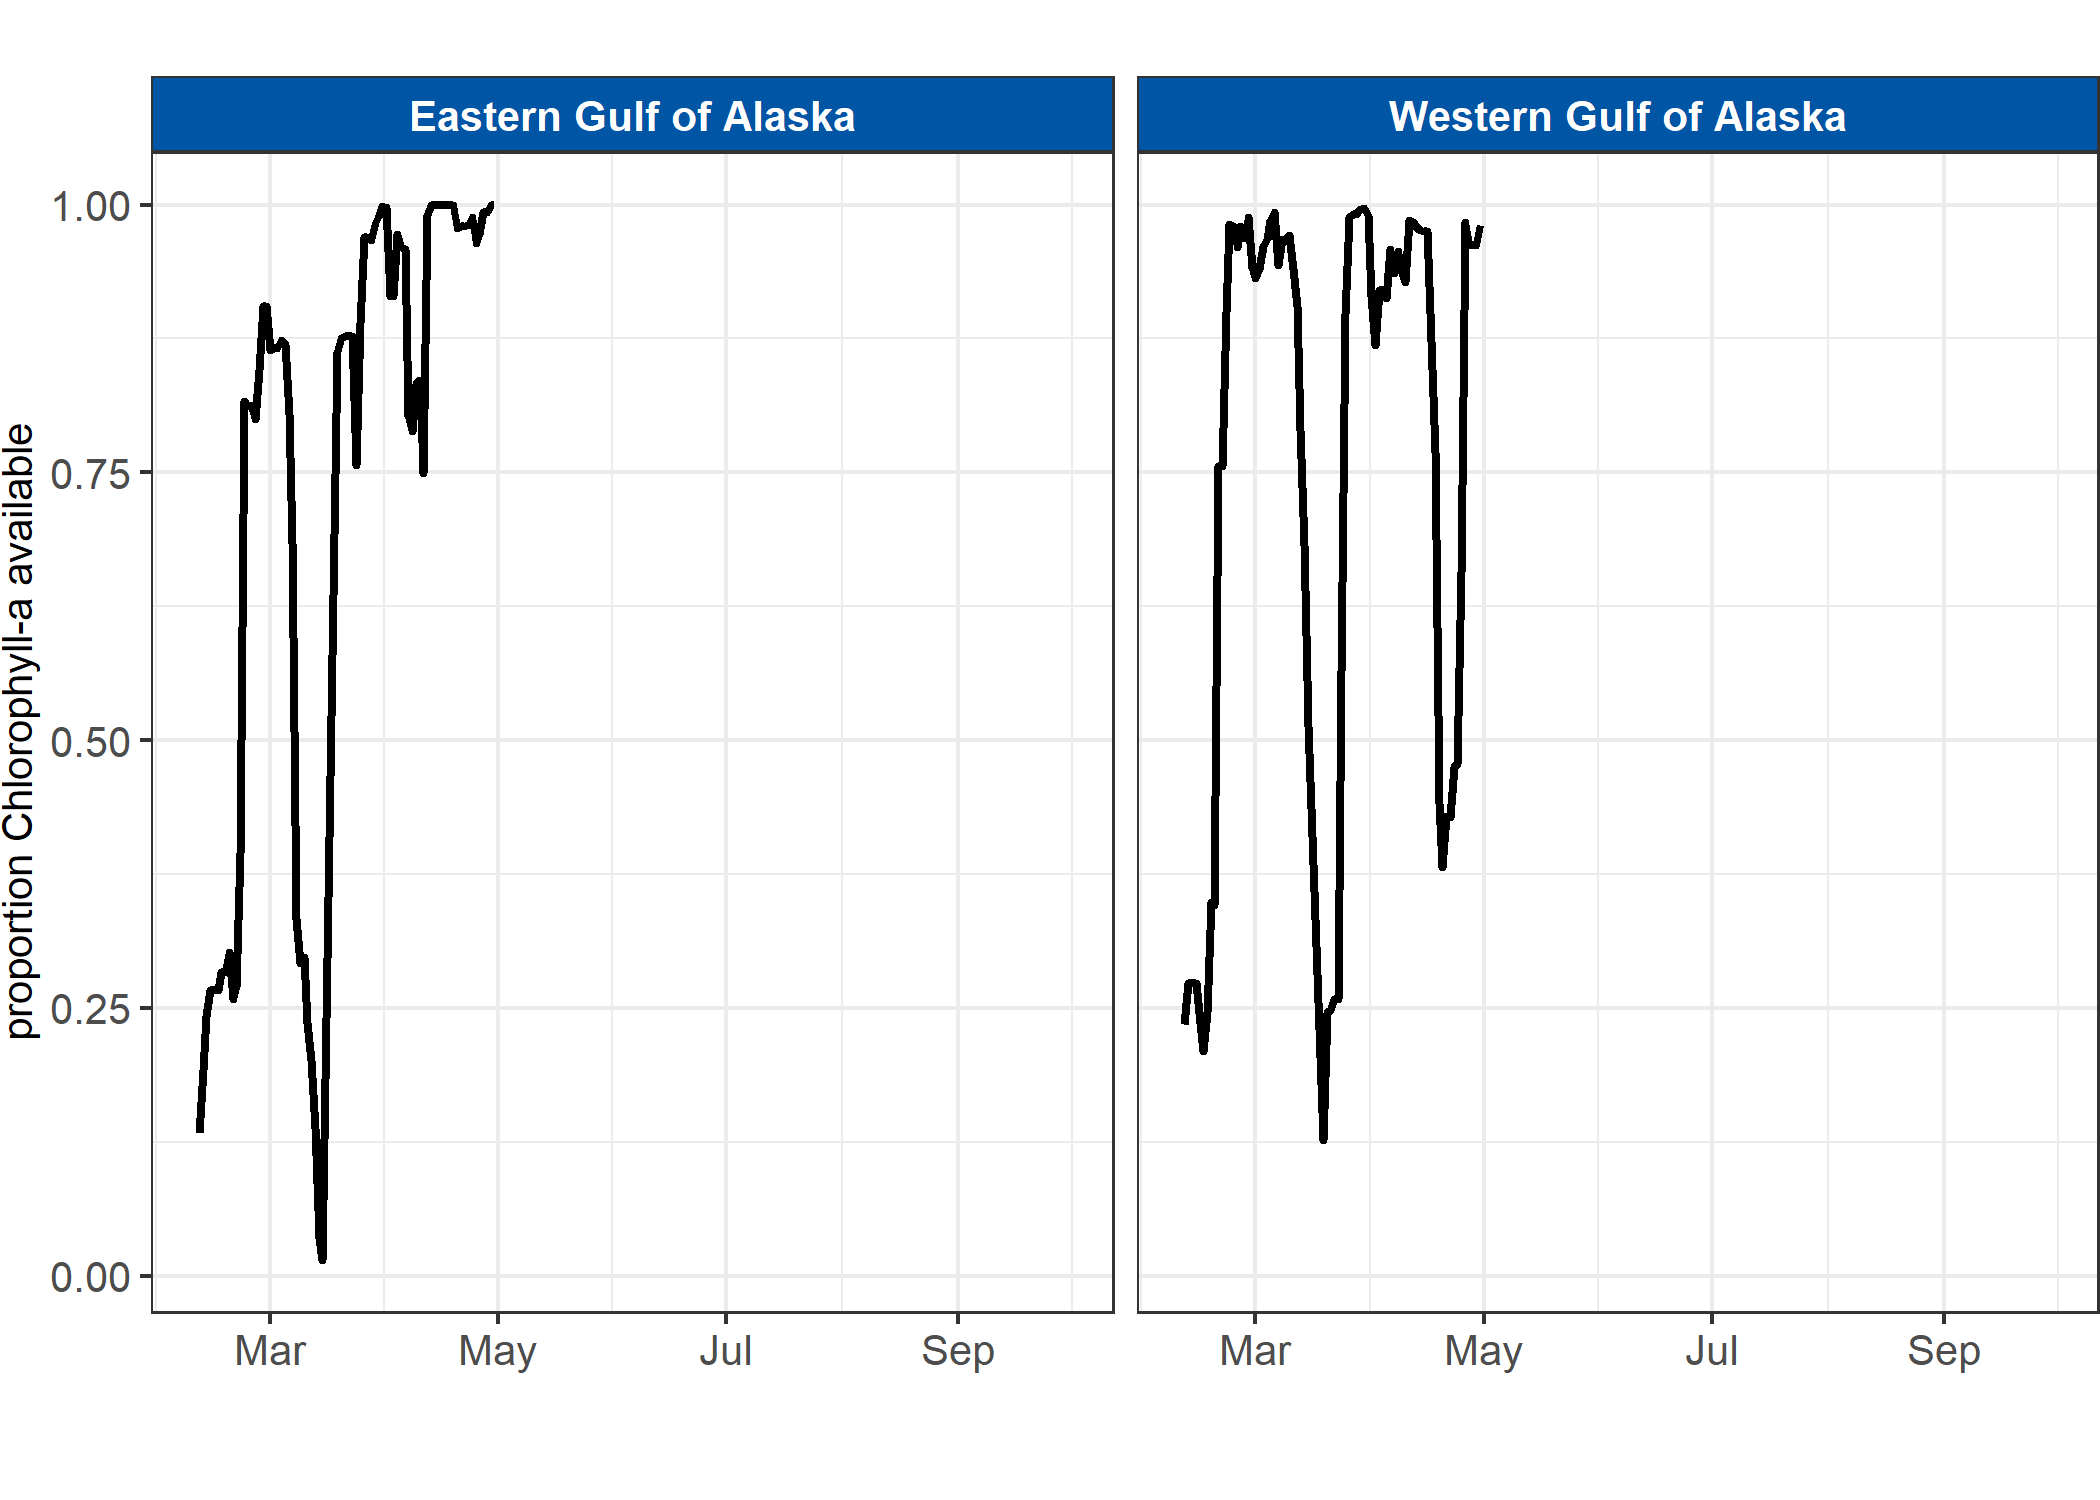 Eastern Gulf of Alaska
Western Gulf of Alaska
proportion Chlorophyll-a available
1.00
0.75
0.50
0.25
0.00
Mar May Jul Sep
Mar May Jul Sep